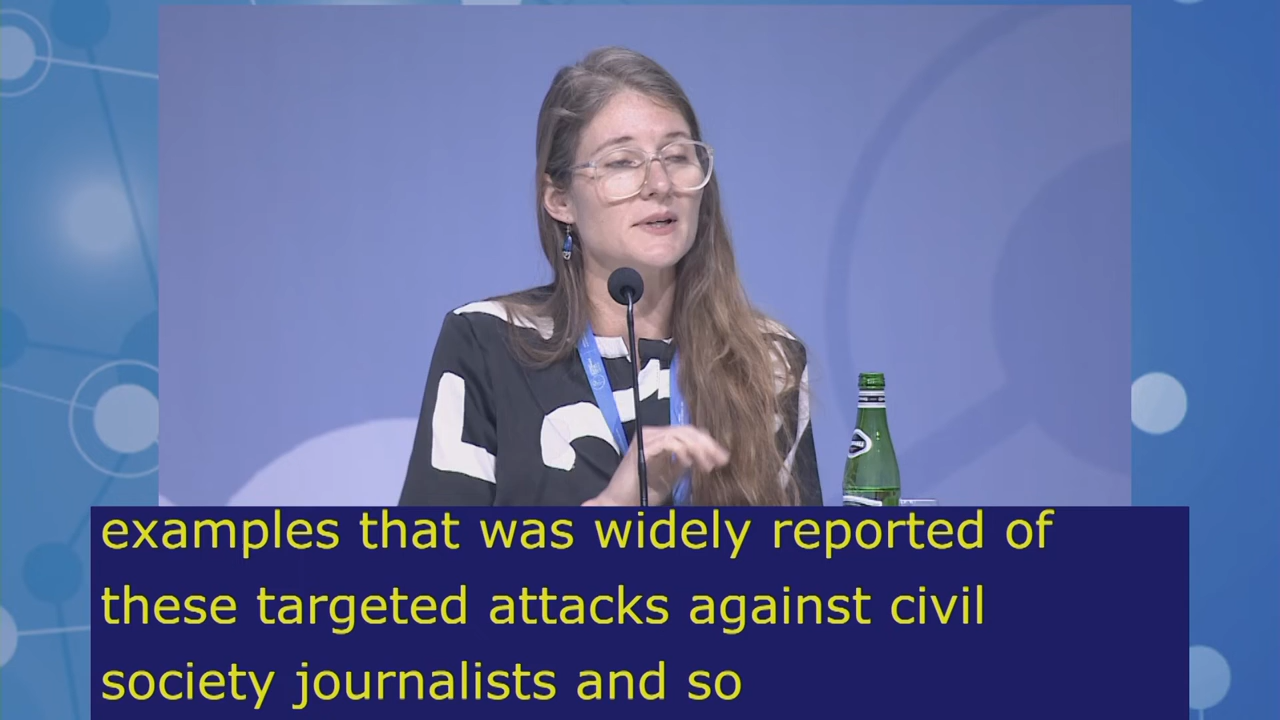 examples that was widely reported of
these targeted attacks against civil
society journalists and so